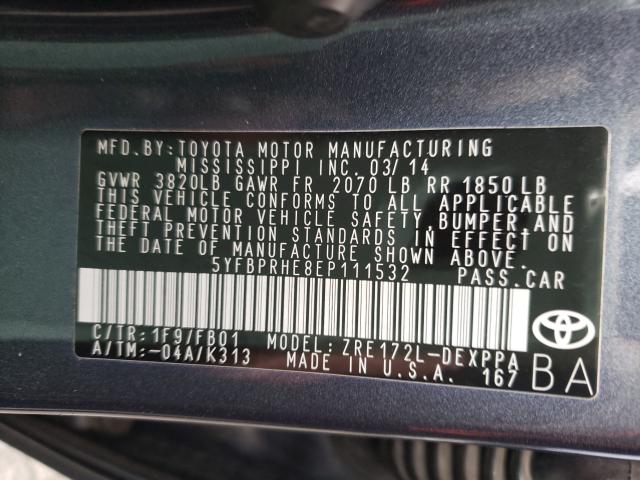 MFD.BY:TOYOTA MOTOR MANUFACTURING
MISSISSIPPI INC. 03/14
GVWR 3820LB GAWR FR 2070 LB RR 1850 LB
THIS VEHICLE CONFORMS TO ALL APPLICABLE
FEDERAL MOTOR VEHICLE SAFETY,BUMPER,AND
THEFT PREVENTION STANDARDS IN EFFECT ON
THE DATE OF MANUFACTURE SHOWN ABOVE.
5YFBPRHE8EP111532 PASS.CAR
C/TR:1F9/FB01 MODEL:ZRE172L-DEXPPA
A/TM:-04A/K313 MADE IN U.S.A. 167
BA